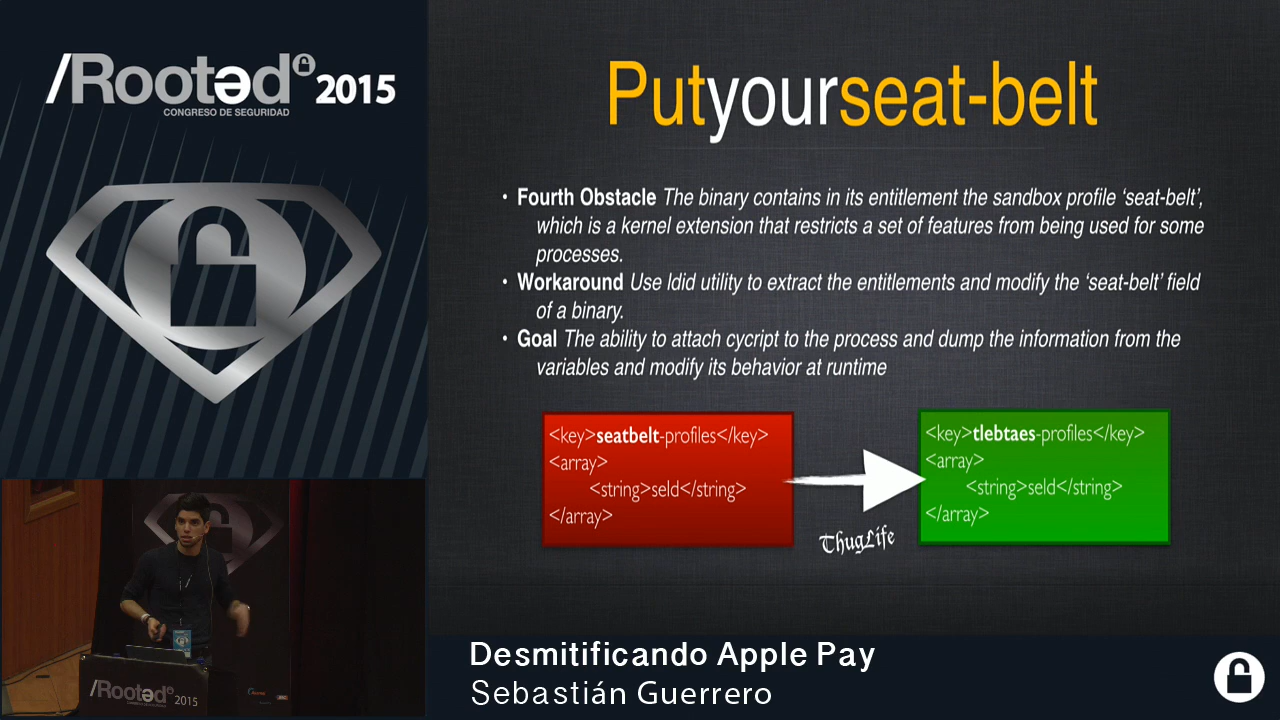 /Rootəd 2015
CONGRESO DE SEGURIDAD
Putyourseat-belt
• Fourth Obstacle The binary contains in its entitlement the sandbox profile ‘seat-belt’,
which is a kernel extension that restricts a set of features from being used for some
processes.
• Workaround Use ldid utility to extract the entitlements and modify the ‘seat-belt’ field
of a binary.
• Goal The ability to attach cycript to the process and dump the information from the
variables and modify its behavior at runtime
<key>seatbelt-profiles</key>
<array>
<string>seld</string>
</array>
ThugLife
<key>tlebtaes-profiles</key>
<array>
<string>seld</string>
</array>
/Rootəd 2015
CONGRESO DE SEGURIDAD
Desmitificando Apple Pay
Sebastián Guerrero